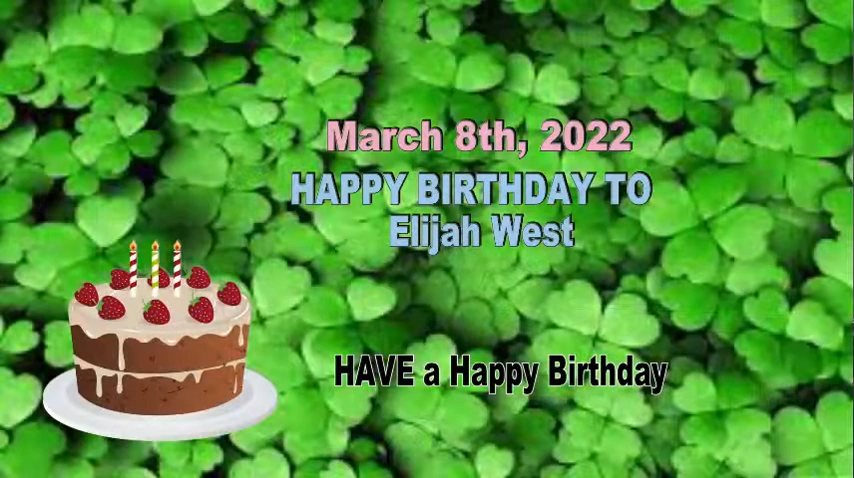 March 8th, 2022
HAPPY BIRTHDAY TO
Elijah West
HAVE a Happy Birthday